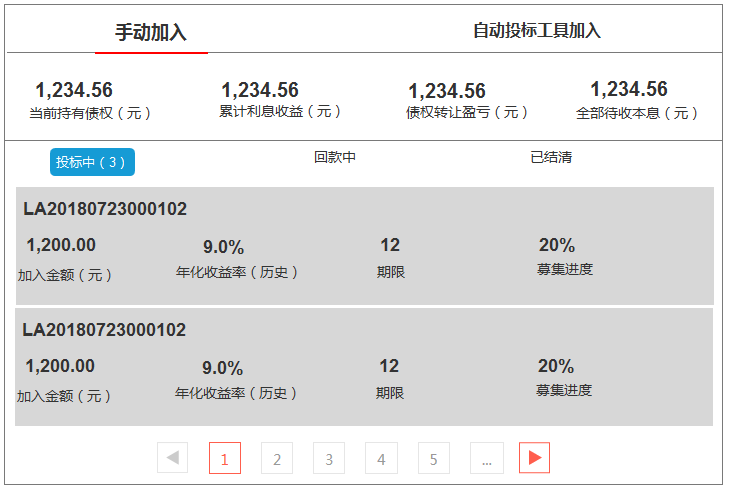 手动加入 自动投标工具加入
1,234.56 1,234.56 1,234.56 1,234.56
当前持有债权（元） 累计利息收益（元） 债权转让盈亏（元） 全部待收本息（元）
投标中（3） 回款中 已结清
LA20180723000102
1,200.00 9.0% 12 20%
加入金额（元） 年化收益率（历史） 期限 募集进度
LA20180723000102
1,200.00 9.0% 12 20%
加入金额（元） 年化收益率（历史） 期限 募集进度
1 2 3 4 5 ...